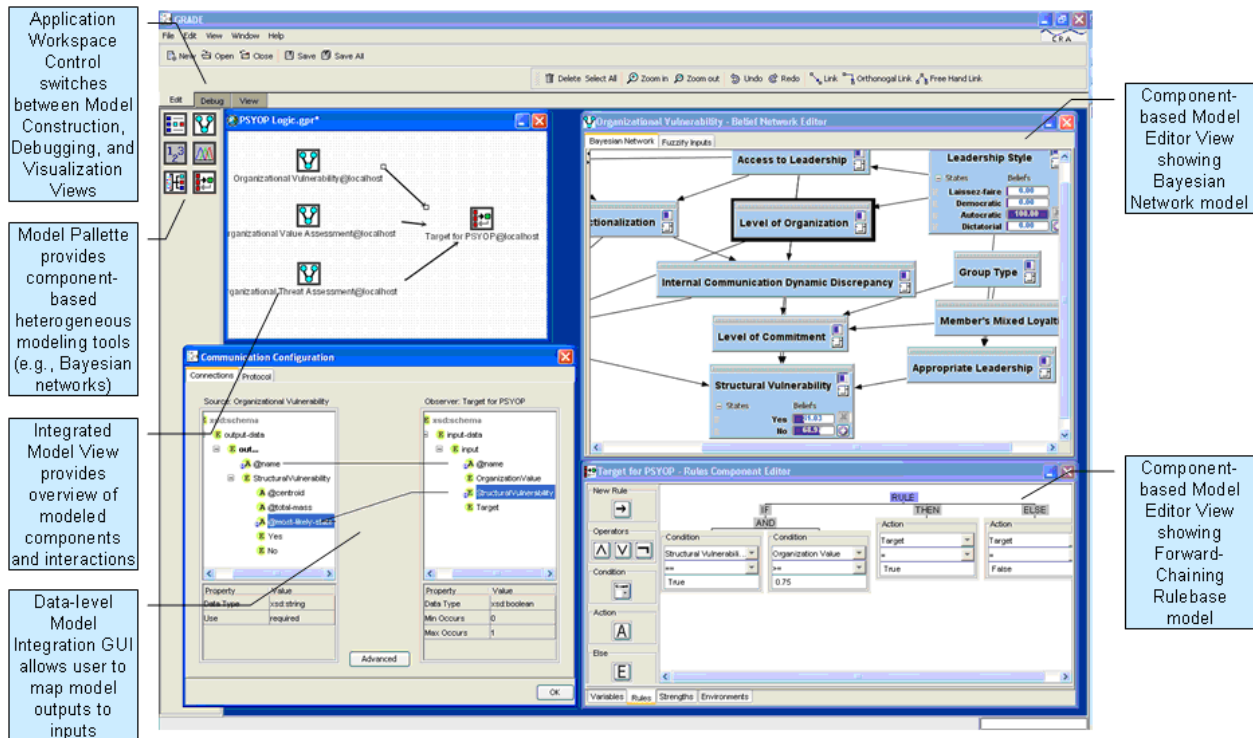 Application
Workspace
Control
switches
between Model
Construction,
Debugging, and
Visualization
Views
Model Pallette
provides
component-
based
heterogeneous
modeling tools
(e.g., Bayesian
networks)
Integrated
Model View
provides
overview of
modeled
components
and interactions
Data-level
Model
Integration GUI
allows user to
map model
outputs to
inputs
GRADE
File Edit View Window Help
CRA
New Open Close Save Save All
Delete Select All Zoom in Zoom out Undo Redo Link Orthonogal Link Free Hand Link
Edit Debug View
PSYOP Logic.gpr*
Organizational Vulnerability@localhost
rganizational Value Assessment@localhost
Target for PSYOP@localhost
rganizational Threat Assessment@localhost
Communication Configuration
Connections Protocol
Source: Organizational Vulnerability
xsd:schema
E output-data
E out...
A @name
E StructuralVulnerability
A @centroid
A @total-mass
A @most-likely-state
E Yes
E No
Property Value
Data Type xsd:string
Use required
Observer: Target for PSYOP
E xsd:schema
E input-data
E input
A @name
E OrganizationValue
E StructuralVulnerability
E Target
Property Value
Data Type xsd:boolean
Min Occurs 0
Max Occurs 1
Advanced
OK
Organizational Vulnerability - Belief Network Editor
Bayesian Network Fuzzify Inputs
Access to Leadership
Leadership Style
States Beliefs
Laissez-faire 0.00
Democratic 0.00
Autocratic 100.00
Dictatorial 0.00
ctionalization
Level of Organization
Internal Communication Dynamic Discrepancy
Group Type
Member's Mixed Loyalti
Level of Commitment
Appropriate Leadership
Structural Vulnerability
States Beliefs
Yes
No
Target for PSYOP - Rules Component Editor
New Rule
Operators
Condition
Action
A
Else
E
RULE
IF THEN ELSE
AND
Condition
Structural Vulnerabili...
==
True
Condition
Organization Value
>=
0.75
Action
Target
=
True
Action
Target
=
False
Variables Rules Strengths Environments
Component-
based Model
Editor View
showing
Bayesian
Network model
Component-
based Model
Editor View
showing
Forward-
Chaining
Rulebase
model